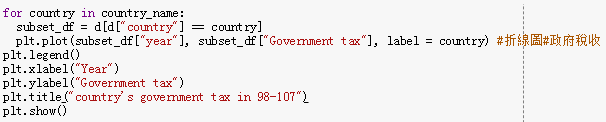 for country in country_name:
  subset_df = d[d["country"] == country]
  plt.plot(subset_df["year"], subset_df["Government tax"], label = country) #折線圖#政府稅收
plt.legend()
plt.xlabel("Year")
plt.ylabel("Government tax")
plt.title("country's government tax in 98-107")
plt.show()